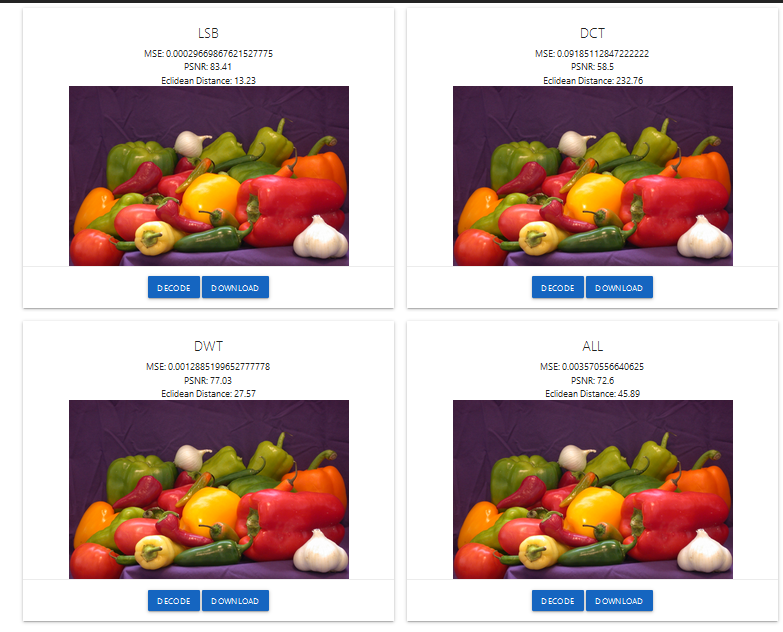 LSB
MSE: 0.00029669867621527775
PSNR: 83.41
Eclidean Distance: 13.23
DECODE DOWNLOAD
DCT
MSE: 0.09185112847222222
PSNR: 58.5
Eclidean Distance: 232.76
DECODE DOWNLOAD
DWT
MSE: 0.0012885199652777778
PSNR: 77.03
Eclidean Distance: 27.57
DECODE DOWNLOAD
ALL
MSE: 0.003570556640625
PSNR: 72.6
Eclidean Distance: 45.89
DECODE DOWNLOAD